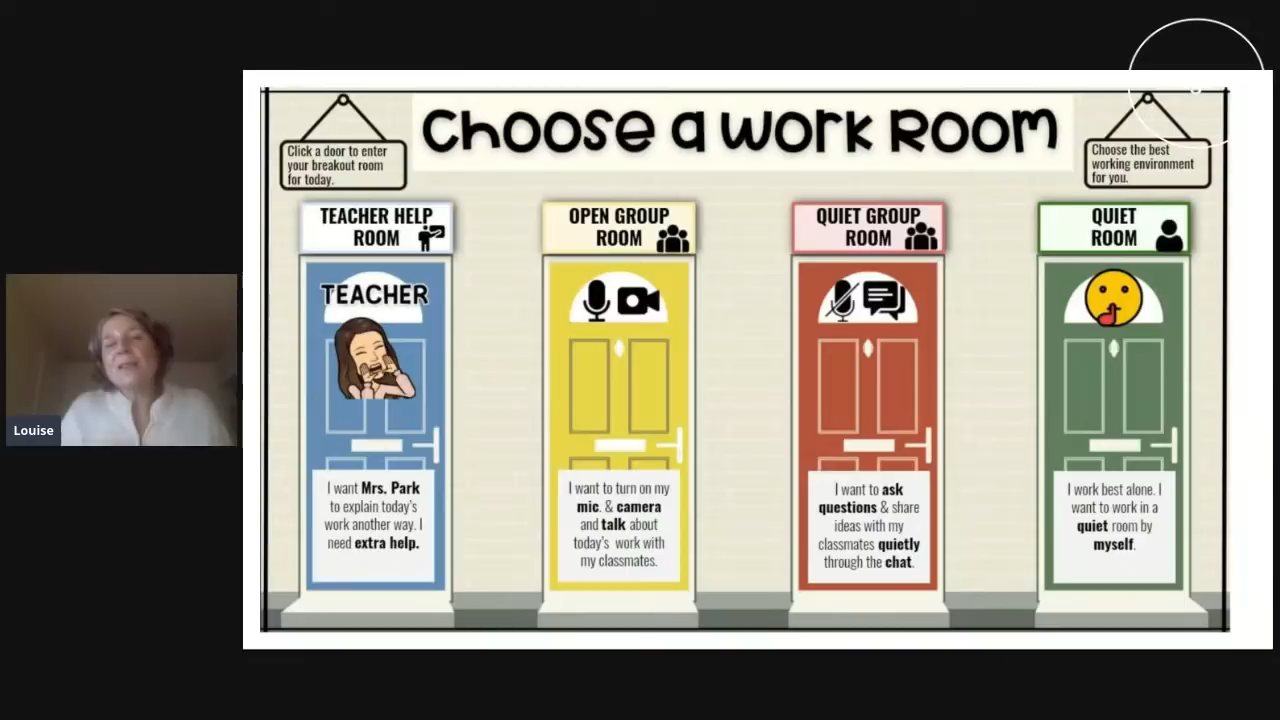 Choose a work Room
Click a door to enter
your breakout room
for today.
Choose the best
working environment
for you.
TEACHER HELP
ROOM
OPEN GROUP
ROOM
QUIET GROUP
ROOM
QUIET
ROOM
TEACHER
I want Mrs. Park
to explain today's
work another way. I
need extra help.
I want to turn on my
mic. & camera
and talk about
today's work with
my classmates.
I want to ask
questions & share
ideas with my
classmates quietly
through the chat.
I work best alone. I
want to work in a
quiet room by
myself.
Louise